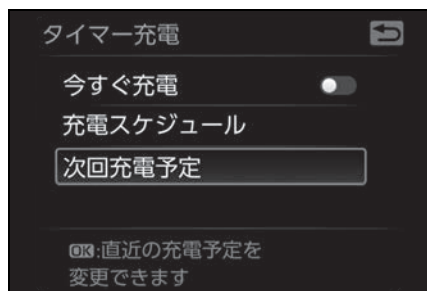 タイマー充電
今すぐ充電
充電スケジュール
次回充電予定
OK:直近の充電予定を
変更できます